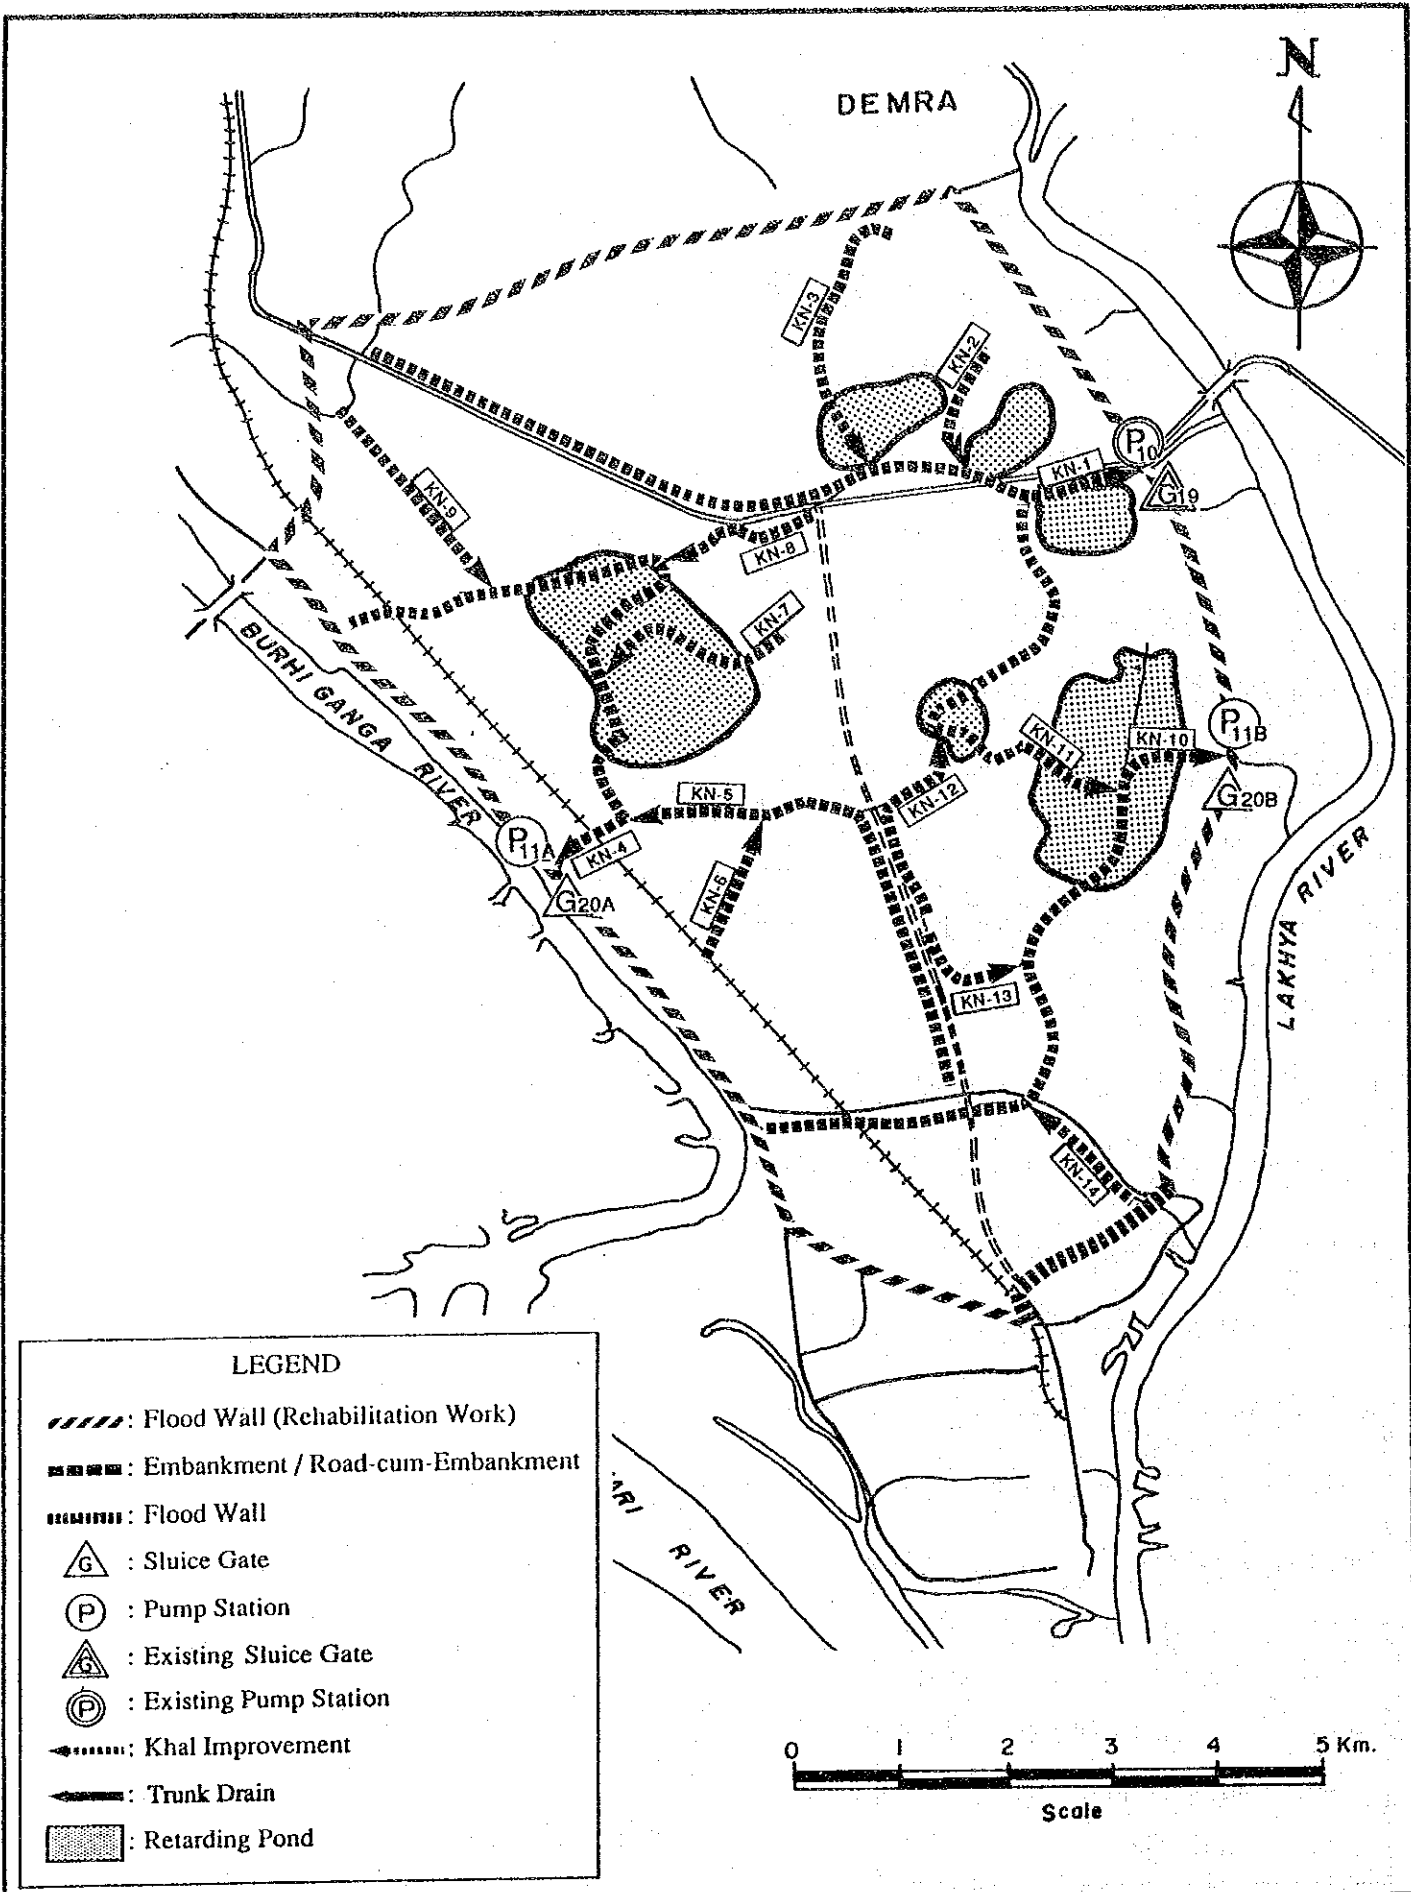 N
DEMRA
KN-3
KN-2
P10
KN-1
G19
KN-9
KN-8
KN-7
BURHI GANGA RIVER
P11B
KN-11
KN-10
KN-5
KN-12
G20B
P11A
KN-4
KN-6
G20A
LAKHYA RIVER
KN-13
KN-14
ARI RIVER
LEGEND
: Flood Wall (Rehabilitation Work)
: Embankment / Road-cum-Embankment
: Flood Wall
G : Sluice Gate
P : Pump Station
G : Existing Sluice Gate
P : Existing Pump Station
: Khal Improvement
: Trunk Drain
: Retarding Pond
0 1 2 3 4 5 Km.
Scale